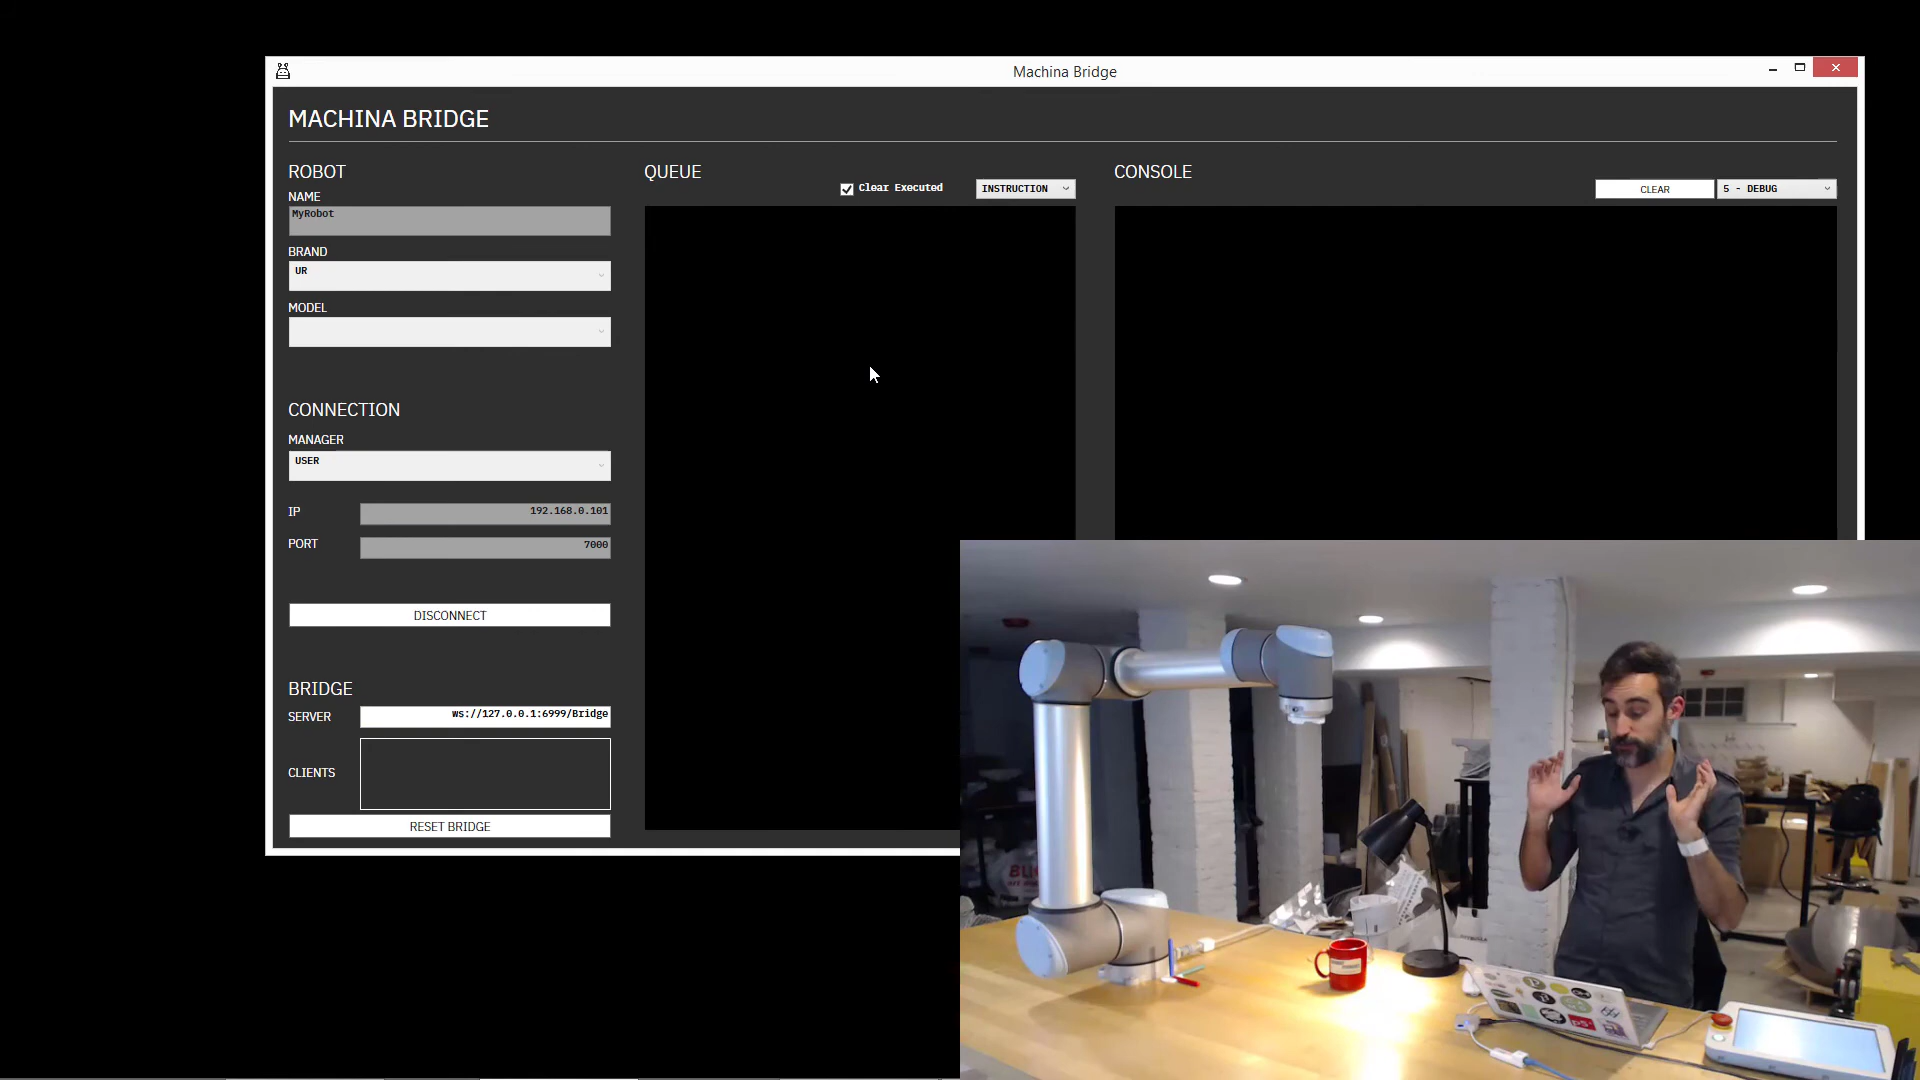 Machina Bridge
MACHINA BRIDGE
ROBOT
NAME
MyRobot
BRAND
UR
MODEL
CONNECTION
MANAGER
USER
IP
192.168.0.101
PORT
7000
DISCONNECT
BRIDGE
SERVER
ws://127.0.0.1:6999/Bridge
CLIENTS
RESET BRIDGE
QUEUE
Clear Executed
INSTRUCTION
CONSOLE
CLEAR
5 - DEBUG